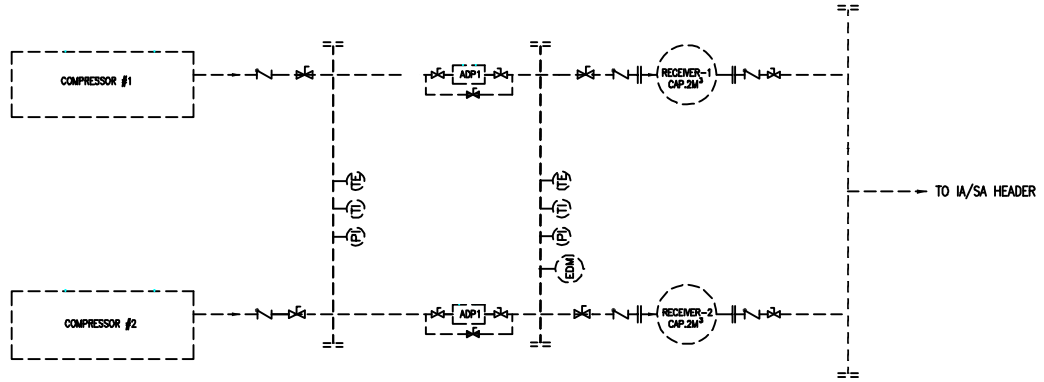 COMPRESSOR #1
ADP1
RECEIVER-1
CAP.2M³
TE
TI
PI
TE
TI
PI
EDM
TO IA/SA HEADER
COMPRESSOR #2
ADP1
RECEIVER-2
CAP.2M³